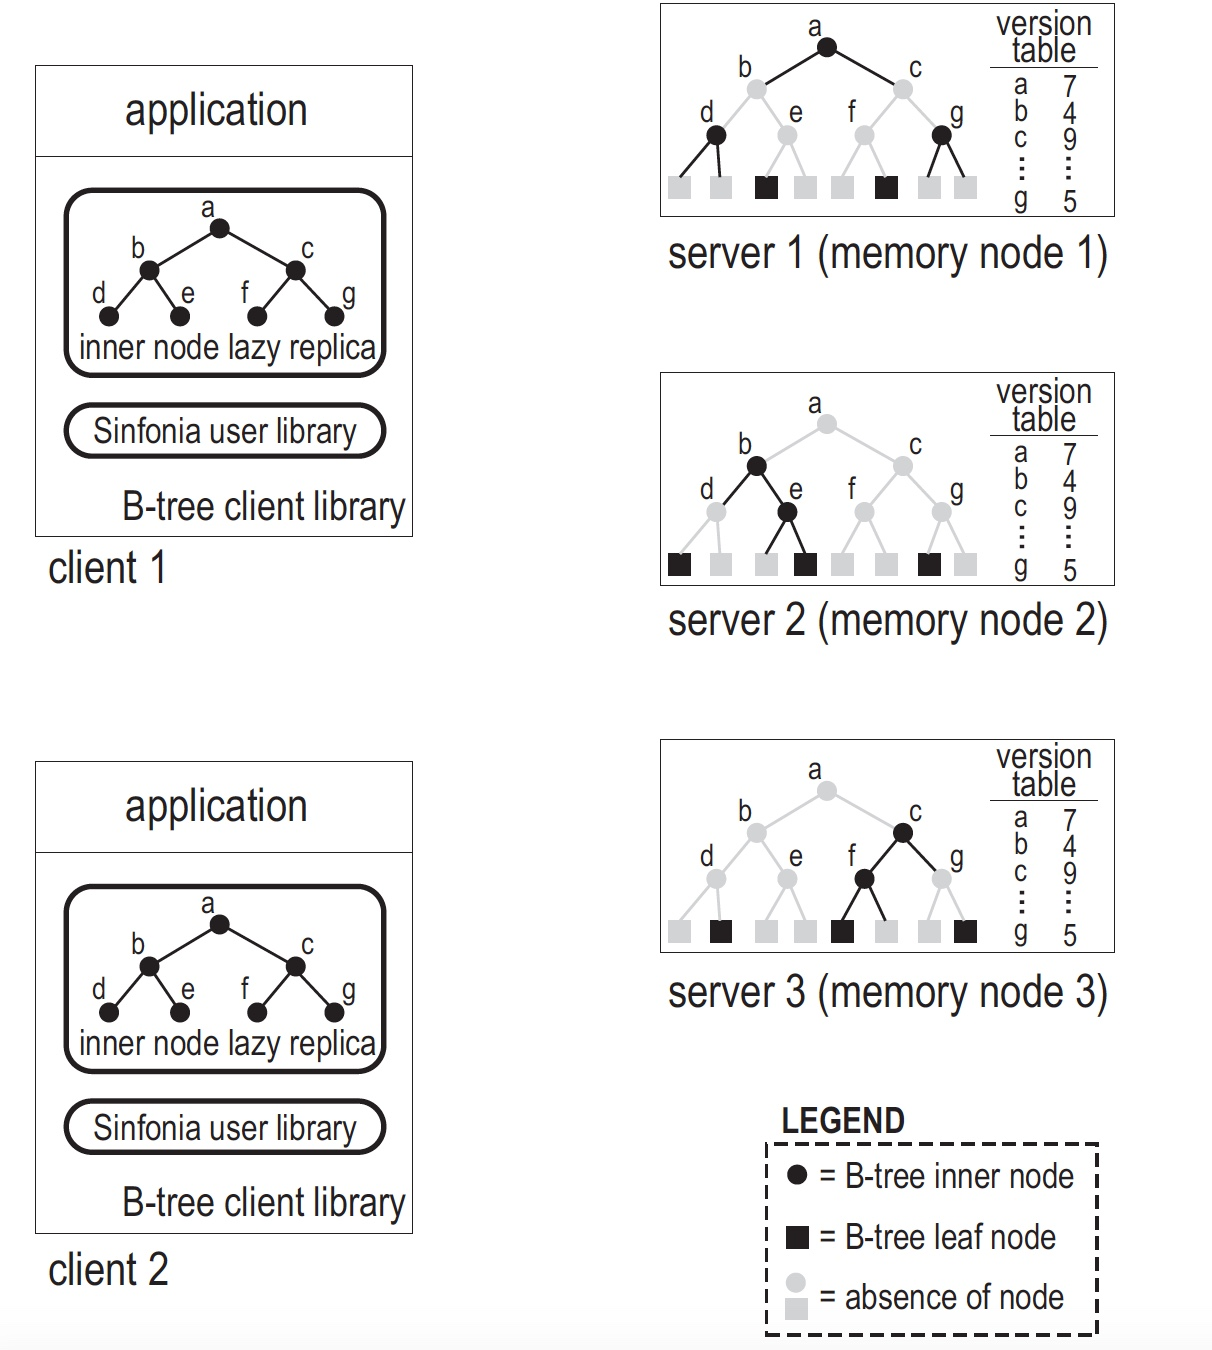 application
a
b c
d e f g
inner node lazy replica
Sinfonia user library
B-tree client library
client 1
application
a
b c
d e f g
inner node lazy replica
Sinfonia user library
B-tree client library
client 2
a
b c
d e f g
version
table
a 7
b 4
c 9
g 5
server 1 (memory node 1)
a
b c
d e f g
version
table
a 7
b 4
c 9
g 5
server 2 (memory node 2)
a
b c
d e f g
version
table
a 7
b 4
c 9
g 5
server 3 (memory node 3)
LEGEND
= B-tree inner node
= B-tree leaf node
= absence of node